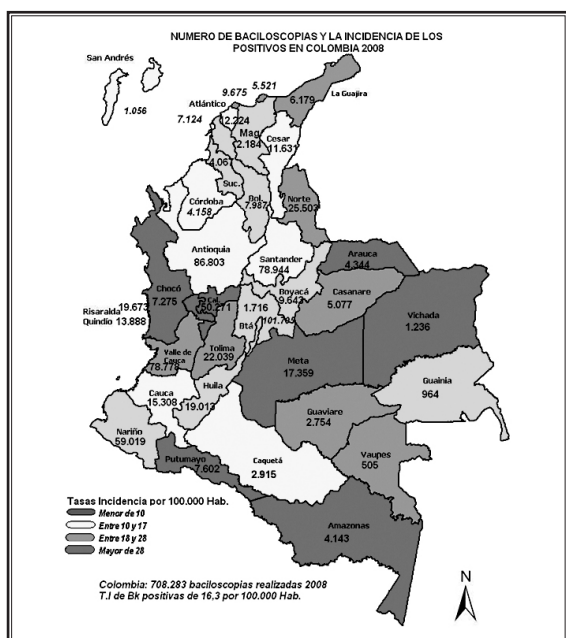 NUMERO DE BACILOSCOPIAS Y LA INCIDENCIA DE LOS
POSITIVOS EN COLOMBIA 2008
San Andrés
1.056
9.675
5.521
La Guajira
6.179
Atlántico
7.124
12.224
Mag.
2.184
Cesar
11.631
4.067
Suc.
Córdoba
4.158
Bol.
7.987
Norte
25.503
Antioquia
86.803
Santander
78.944
Arauca
4.344
Chocó
7.275
Boyacá
9.643
Casanare
5.077
Risaralda
19.673
Quindío
13.888
Cal.
50.271
1.716
Btá
101.705
Vichada
1.236
Valle de
Cauca
78.778
Tolima
22.039
Meta
17.359
Guainia
964
Cauca
15.308
Huila
19.013
Guaviare
2.754
Nariño
59.019
Vaupes
505
Putumayo
7.602
Caquetá
2.915
Amazonas
4.143
Tasas Incidencia por 100.000 Hab.
Menor de 10
Entre 10 y 17
Entre 18 y 28
Mayor de 28
Colombia: 708.283 baciloscopias realizadas 2008
T.I de Bk positivas de 16,3 por 100.000 Hab.
N